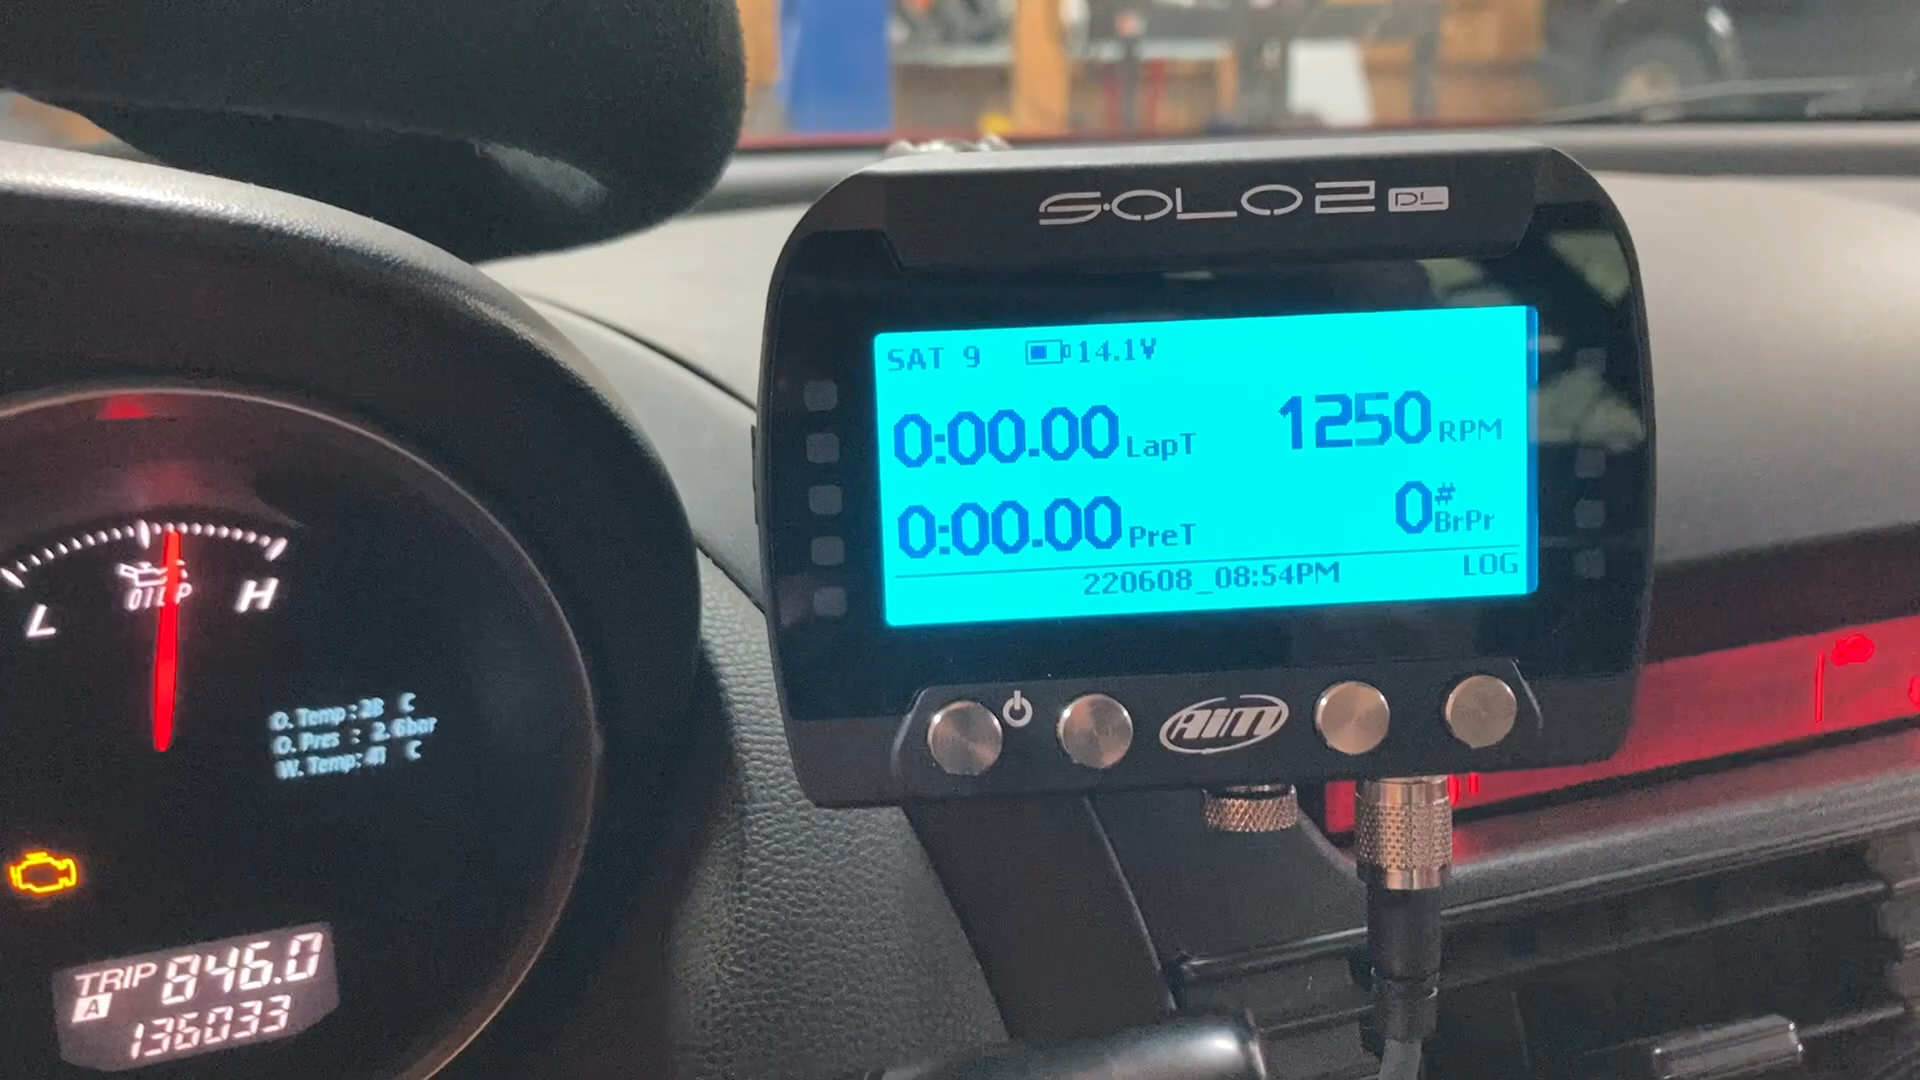 SOLO2 DL
SAT 9 14.1V
0:00.00 LapT 1250 RPM
0:00.00 PreT 0 # BrPr
220608_08:54PM LOG
AiM
L OIL P H
O. Temp : 28 C
O. Pres : 2.6bar
W. Temp: 41 C
TRIP A 846.0
136033